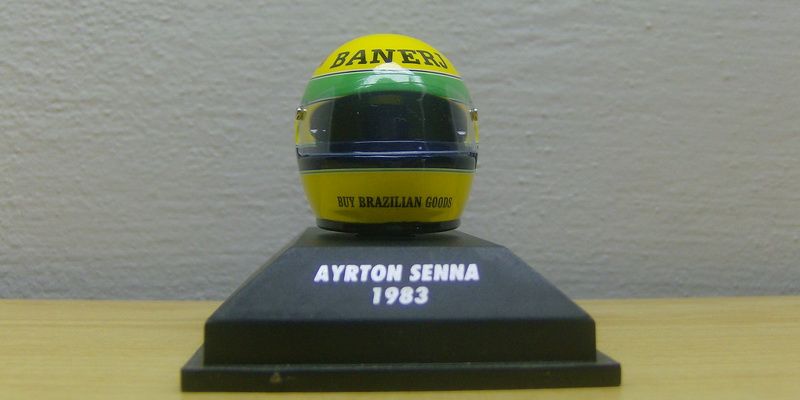 BANERJ
BUY BRAZILIAN GOODS
AYRTON SENNA
1983